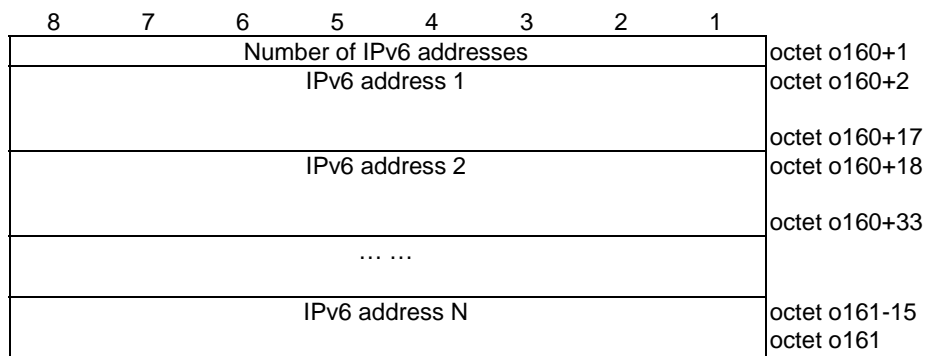 8 7 6 5 4 3 2 1
Number of IPv6 addresses octet o160+1
IPv6 address 1 octet o160+2
octet o160+17
IPv6 address 2 octet o160+18
octet o160+33
… …
IPv6 address N octet o161-15
octet o161